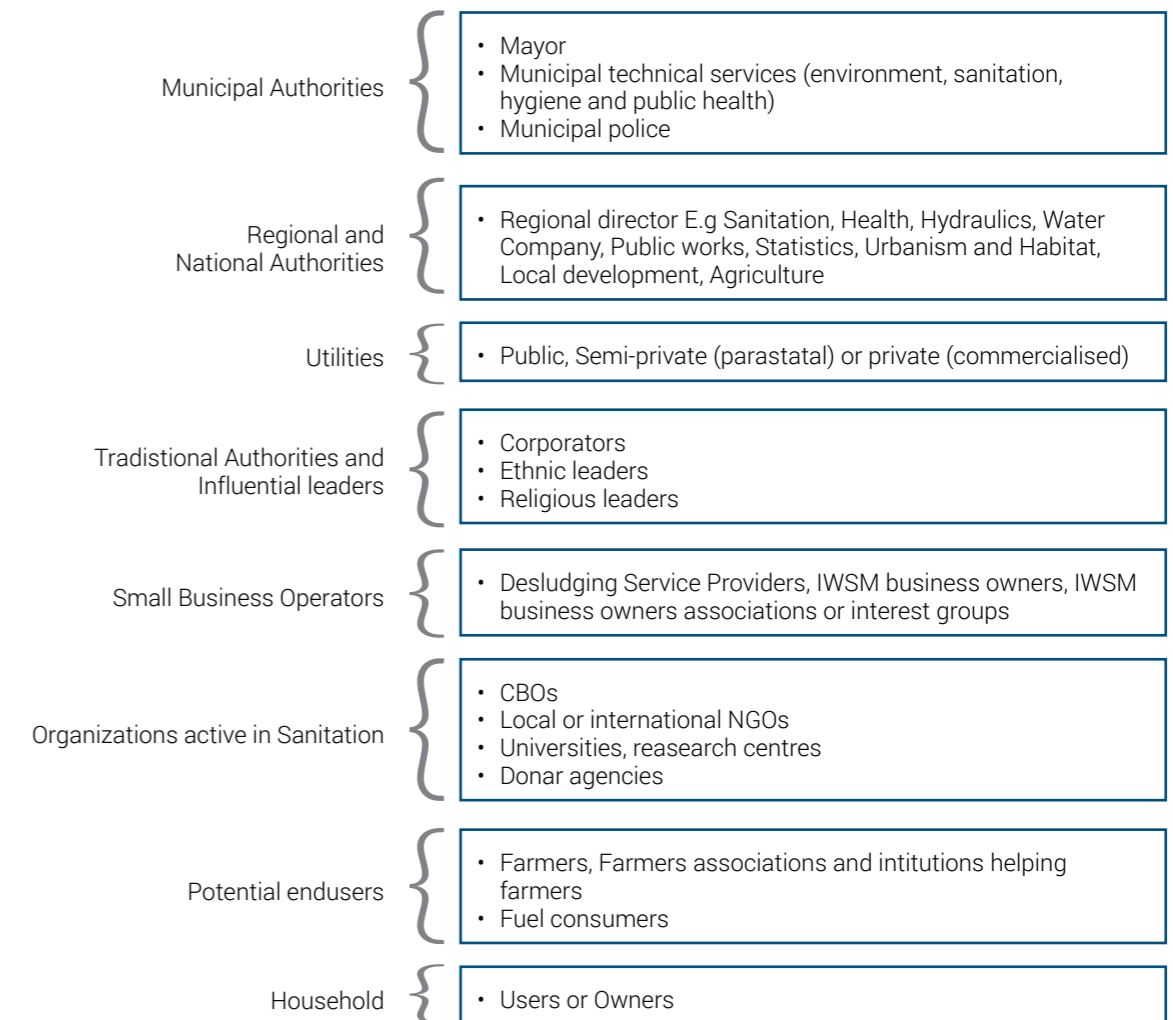 Municipal Authorities
• Mayor
• Municipal technical services (environment, sanitation,
hygiene and public health)
• Municipal police
Regional and
National Authorities
• Regional director E.g Sanitation, Health, Hydraulics, Water
Company, Public works, Statistics, Urbanism and Habitat,
Local development, Agriculture
Utilities
• Public, Semi-private (parastatal) or private (commercialised)
Tradistional Authorities and
Influential leaders
• Corporators
• Ethnic leaders
• Religious leaders
Small Business Operators
• Desludging Service Providers, IWSM business owners, IWSM
business owners associations or interest groups
Organizations active in Sanitation
• CBOs
• Local or international NGOs
• Universities, reasearch centres
• Donar agencies
Potential endusers
• Farmers, Farmers associations and intitutions helping
farmers
• Fuel consumers
Household
• Users or Owners